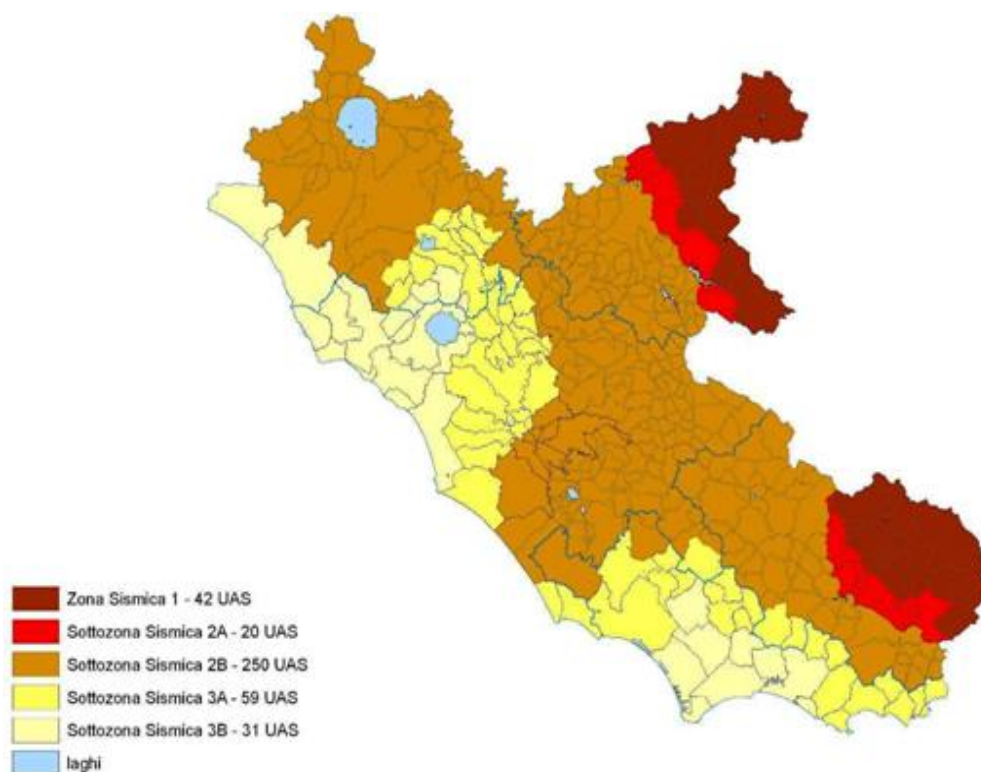 Zona Sismica 1 - 42 UAS
Sottozona Sismica 2A - 20 UAS
Sottozona Sismica 2B - 250 UAS
Sottozona Sismica 3A - 59 UAS
Sottozona Sismica 3B - 31 UAS
laghi